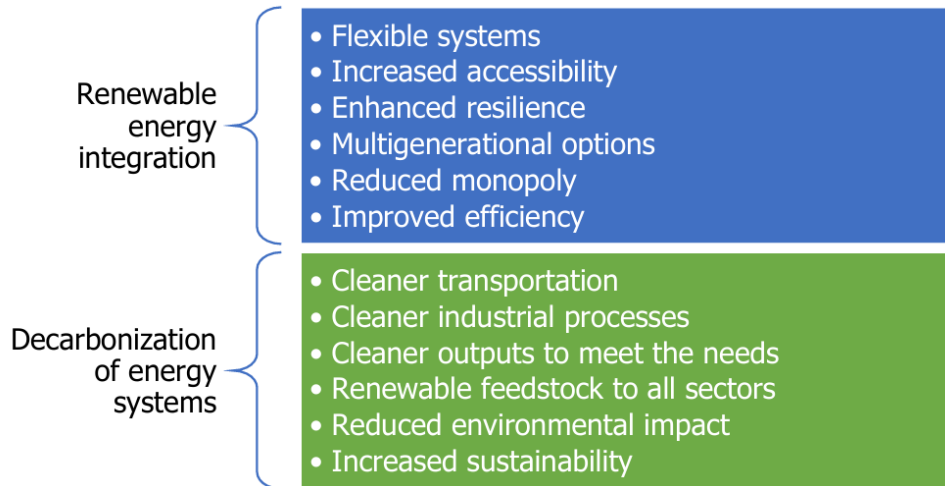 Renewable
energy
integration
• Flexible systems
• Increased accessibility
• Enhanced resilience
• Multigenerational options
• Reduced monopoly
• Improved efficiency
Decarbonization
of energy
systems
• Cleaner transportation
• Cleaner industrial processes
• Cleaner outputs to meet the needs
• Renewable feedstock to all sectors
• Reduced environmental impact
• Increased sustainability